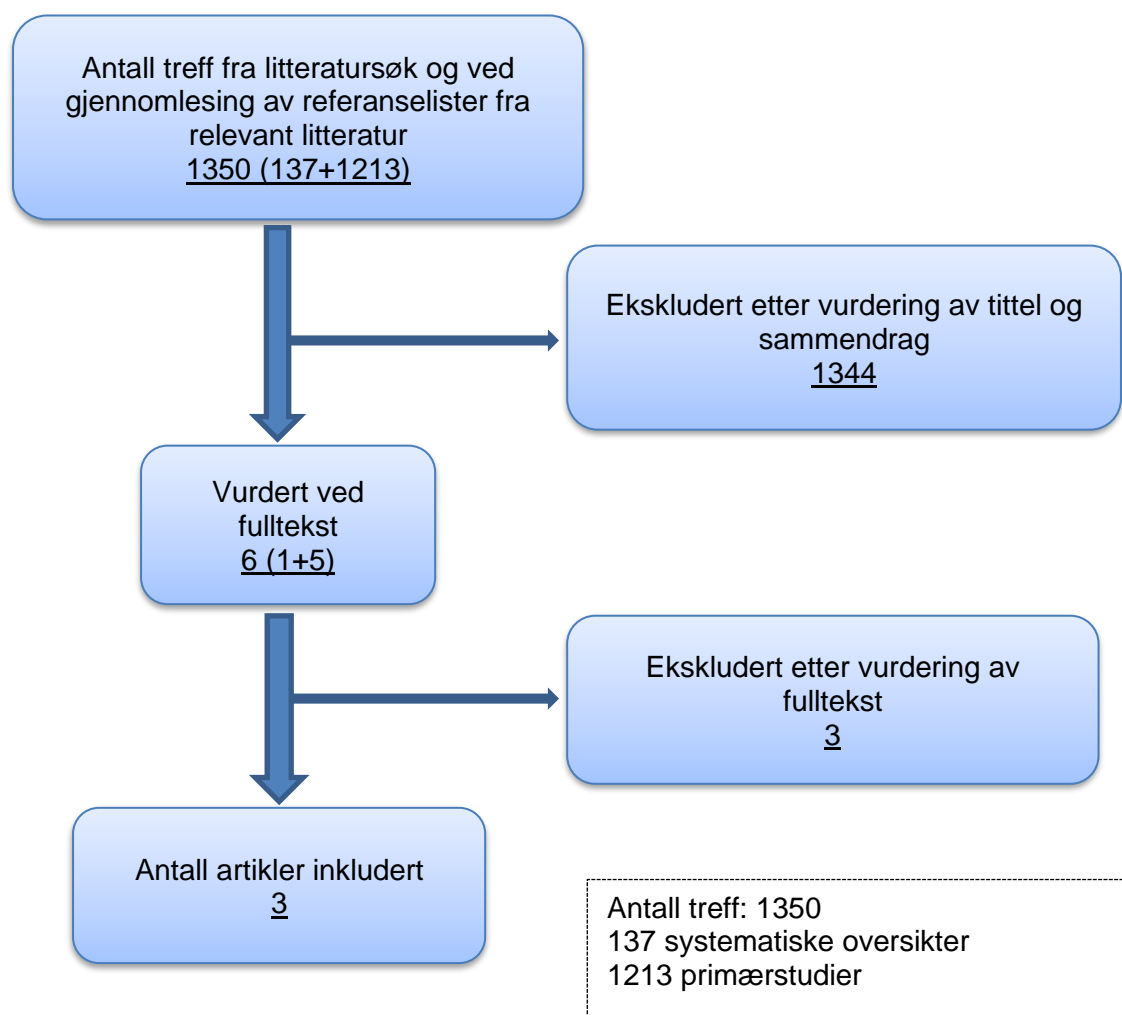 Antall treff fra litteratursøk og ved
gjennomlesing av referanselister fra
relevant litteratur
1350 (137+1213)
Ekskludert etter vurdering av tittel og
sammendrag
1344
Vurdert ved
fulltekst
6 (1+5)
Ekskludert etter vurdering av
fulltekst
3
Antall artikler inkludert
3
Antall treff: 1350
137 systematiske oversikter
1213 primærstudier